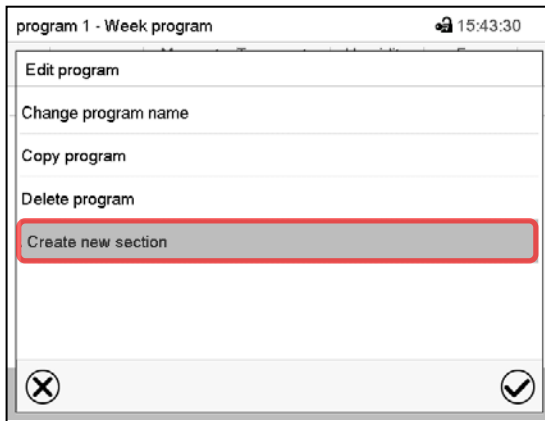 program 1 - Week program 15:43:30
Edit program
Change program name
Copy program
Delete program
Create new section